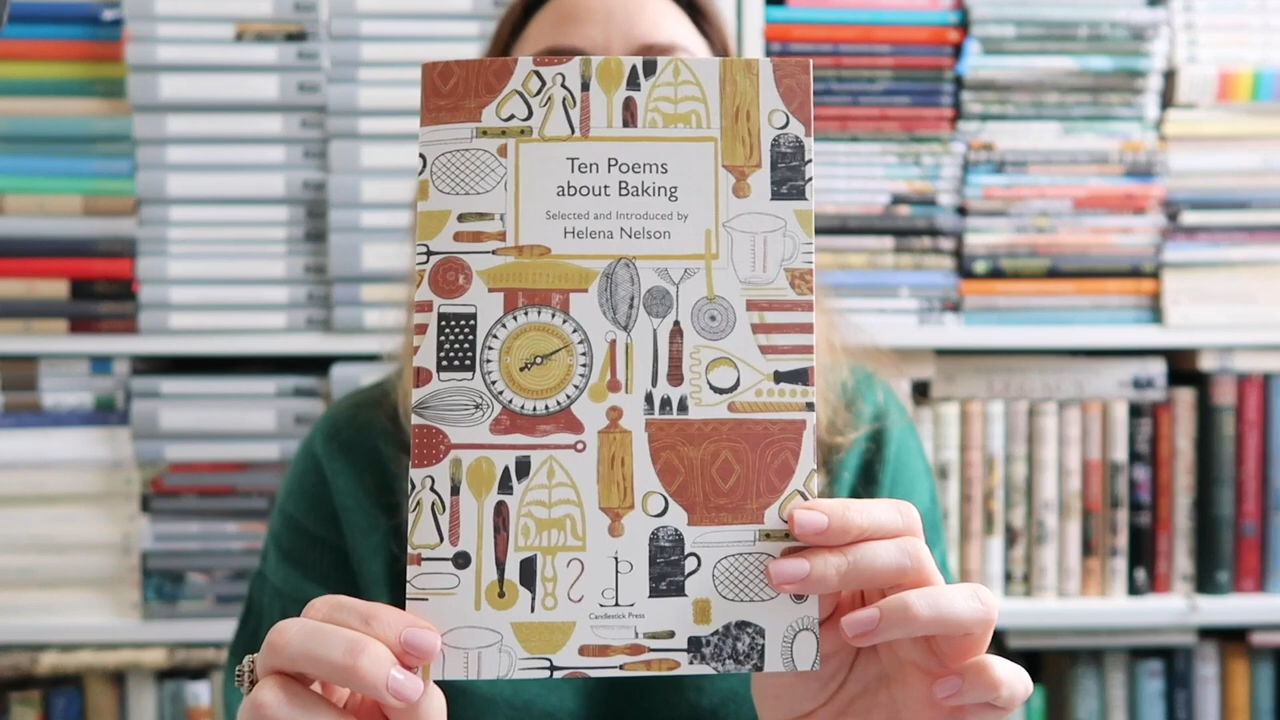 Ten Poems
about Baking
Selected and Introduced by
Helena Nelson
Candlestick Press